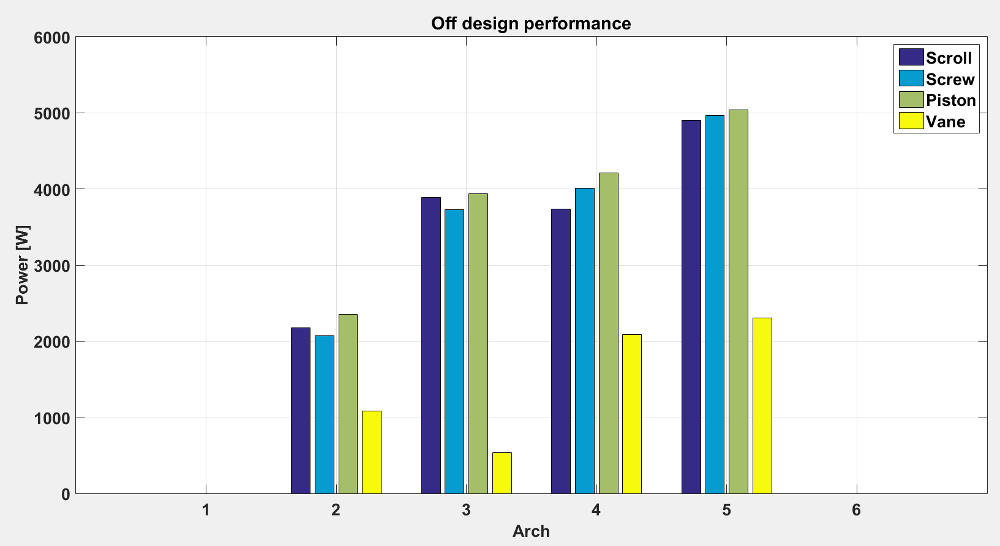 Off design performance
6000
5000
4000
3000
2000
1000
0
Power [W]
Scroll
Screw
Piston
Vane
1 2 3 4 5 6
Arch